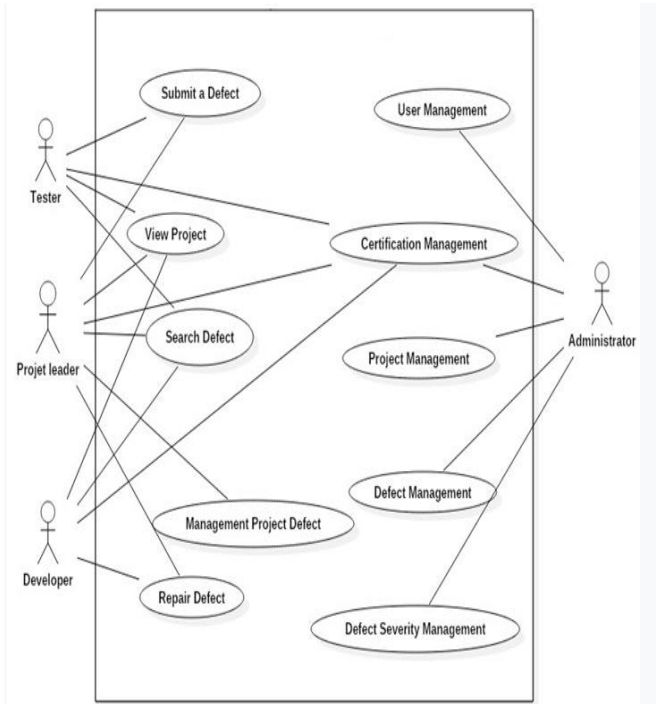 Submit a Defect
User Management
Tester
View Project
Certification Management
Search Defect
Project Management
Projet leader
Administrator
Defect Management
Management Project Defect
Developer
Repair Defect
Defect Severity Management